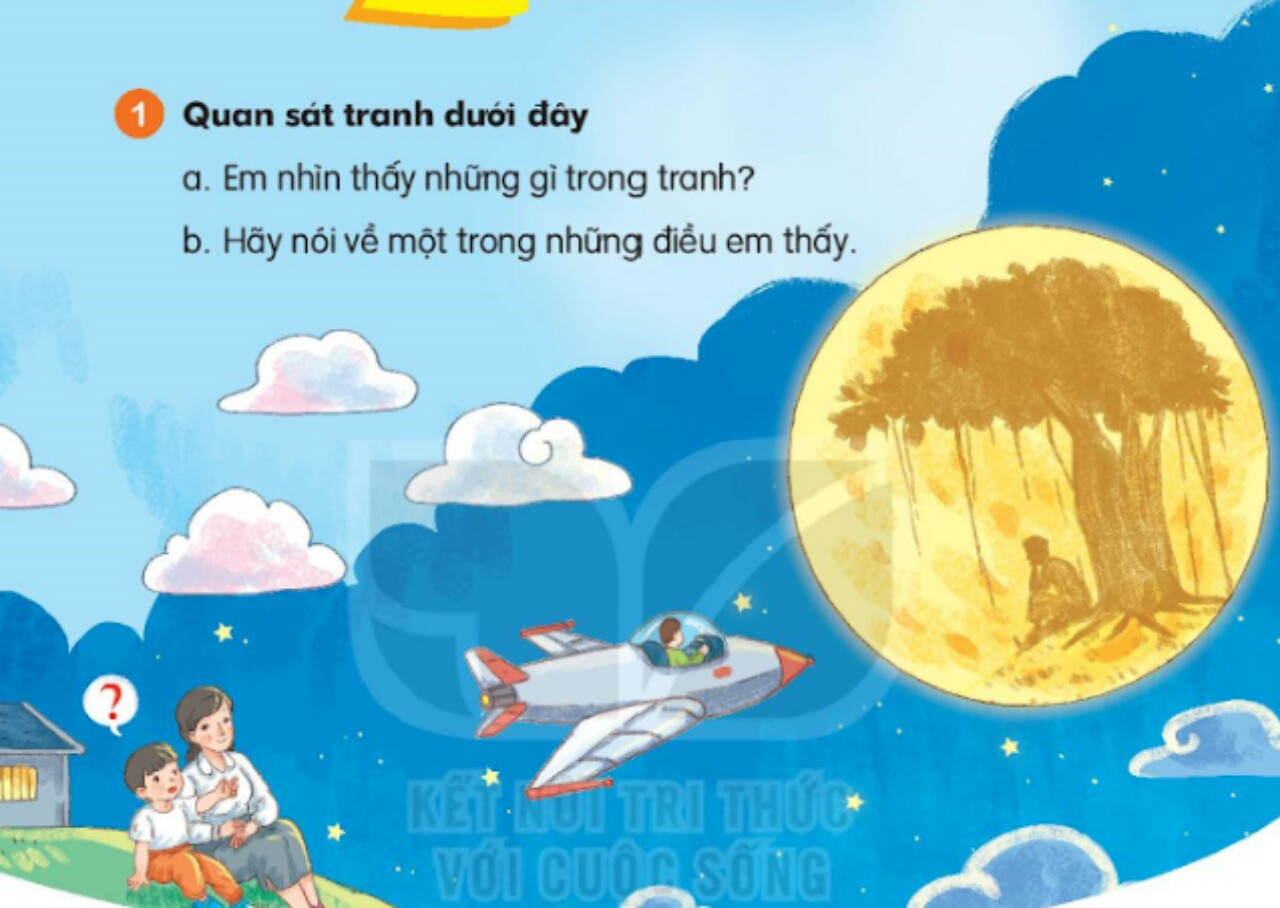 1 Quan sát tranh dưới đây
a. Em nhìn thấy những gì trong tranh?
b. Hãy nói về một trong những điều em thấy.
?
KẾT NỐI TRI THỨC
VỚI CUỘC SỐNG